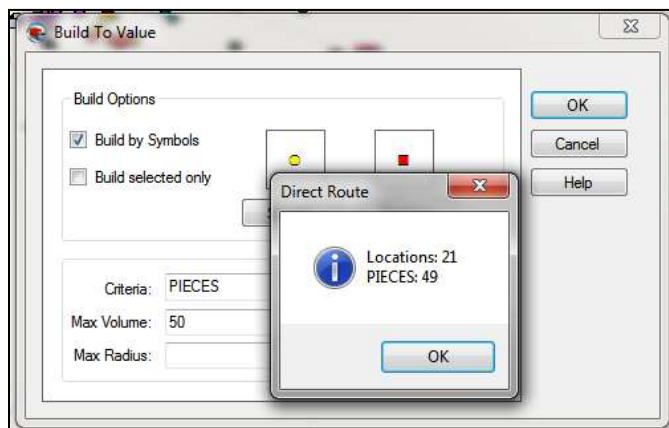 Build To Value
Build Options
Build by Symbols
Build selected only
OK
Cancel
Help
Direct Route
Locations: 21
PIECES: 49
OK
Criteria: PIECES
Max Volume: 50
Max Radius: